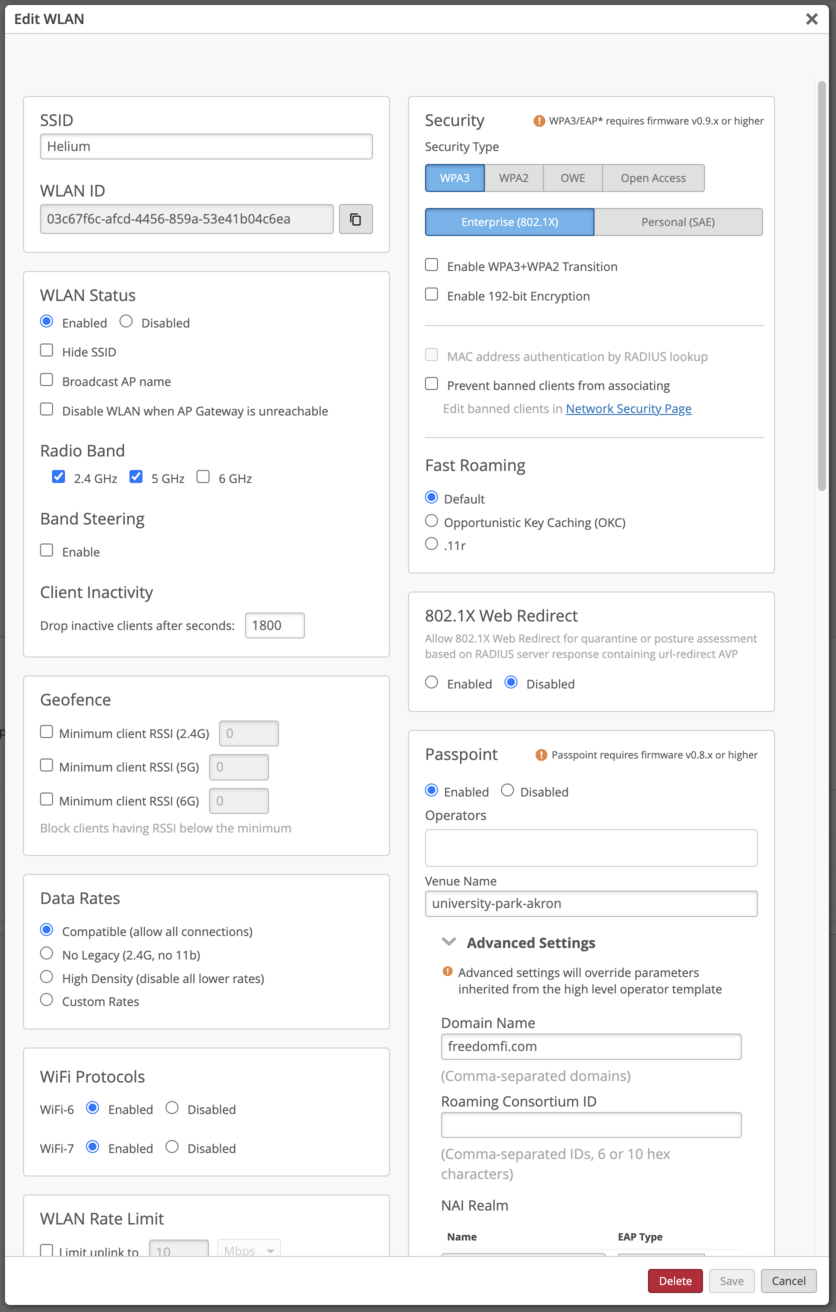 Edit WLAN
SSID
Helium
WLAN ID
03c67f6c-afcd-4456-859a-53e41b04c6ea
WLAN Status
Enabled Disabled
Hide SSID
Broadcast AP name
Disable WLAN when AP Gateway is unreachable
Radio Band
2.4 GHz 5 GHz 6 GHz
Band Steering
Enable
Client Inactivity
Drop inactive clients after seconds: 1800
Geofence
Minimum client RSSI (2.4G) 0
Minimum client RSSI (5G) 0
Minimum client RSSI (6G) 0
Block clients having RSSI below the minimum
Data Rates
Compatible (allow all connections)
No Legacy (2.4G, no 11b)
High Density (disable all lower rates)
Custom Rates
WiFi Protocols
WiFi-6 Enabled Disabled
WiFi-7 Enabled Disabled
WLAN Rate Limit
Limit uplink to 10 Mbps
Security WPA3/EAP* requires firmware v0.9.x or higher
Security Type
WPA3 WPA2 OWE Open Access
Enterprise (802.1X) Personal (SAE)
Enable WPA3+WPA2 Transition
Enable 192-bit Encryption
MAC address authentication by RADIUS lookup
Prevent banned clients from associating
Edit banned clients in Network Security Page
Fast Roaming
Default
Opportunistic Key Caching (OKC)
.11r
802.1X Web Redirect
Allow 802.1X Web Redirect for quarantine or posture assessment
based on RADIUS server response containing url-redirect AVP
Enabled Disabled
Passpoint Passpoint requires firmware v0.8.x or higher
Enabled Disabled
Operators
Venue Name
university-park-akron
Advanced Settings
Advanced settings will override parameters
inherited from the high level operator template
Domain Name
freedomfi.com
(Comma-separated domains)
Roaming Consortium ID
(Comma-separated IDs, 6 or 10 hex
characters)
NAI Realm
Name EAP Type
Delete Save Cancel